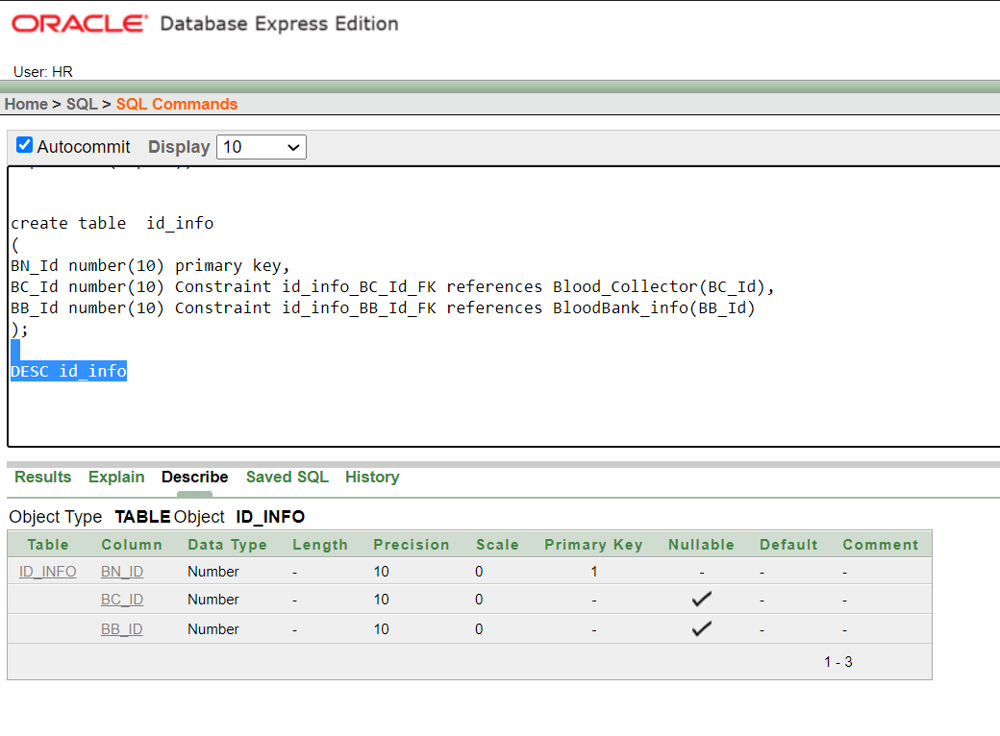 ORACLE Database Express Edition
User: HR
Home > SQL > SQL Commands
Autocommit Display 10
create table  id_info
(
BN_Id number(10) primary key,
BC_Id number(10) Constraint id_info_BC_Id_FK references Blood_Collector(BC_Id),
BB_Id number(10) Constraint id_info_BB_Id_FK references BloodBank_info(BB_Id)
);
DESC id_info
Results Explain Describe Saved SQL History
Object Type TABLE Object ID_INFO
Table Column Data Type Length Precision Scale Primary Key Nullable Default Comment
ID_INFO BN_ID Number - 10 0 1 - - -
BC_ID Number - 10 0 - ✓ - -
BB_ID Number - 10 0 - ✓ - -
1 - 3